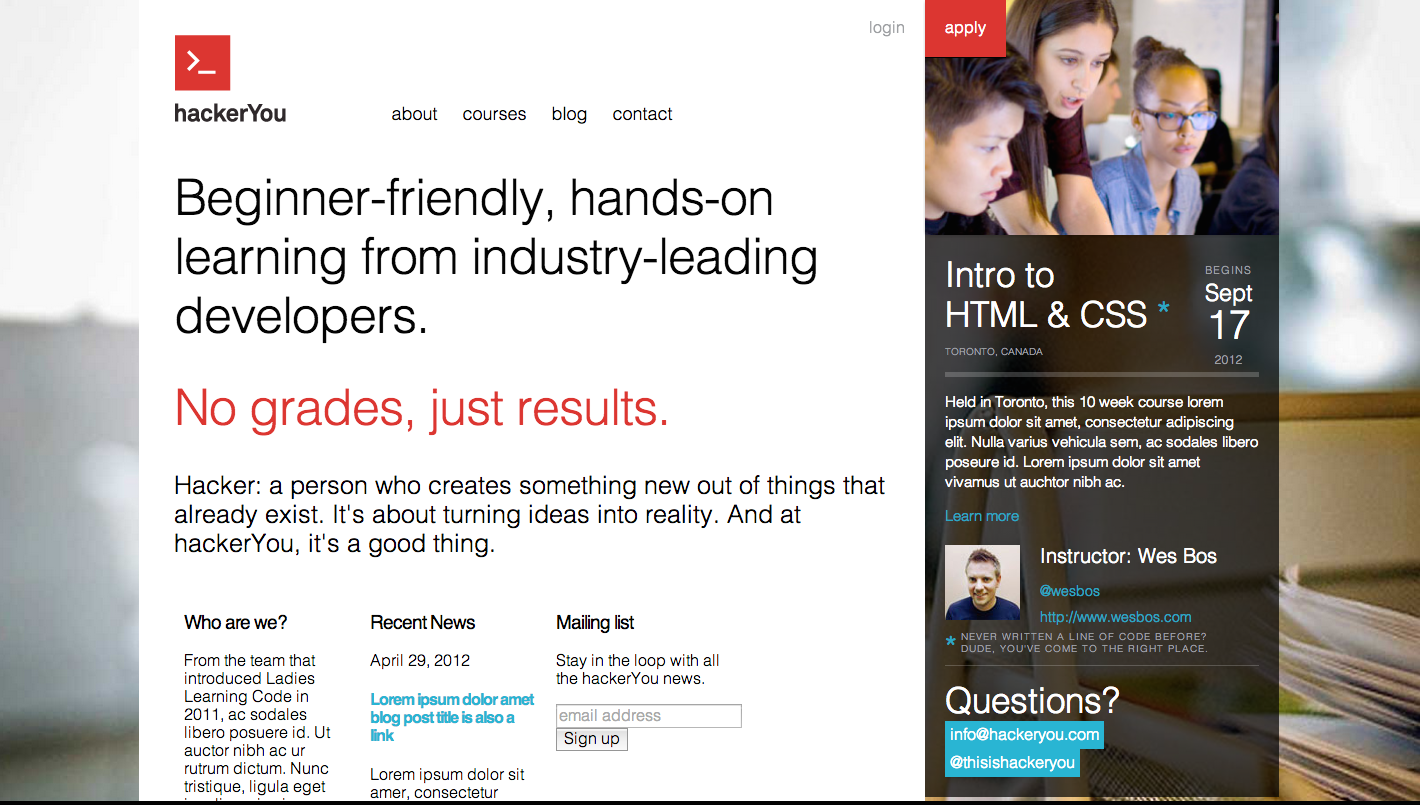 login
apply
>_
hackerYou
about courses blog contact
Beginner-friendly, hands-on
learning from industry-leading
developers.
No grades, just results.
Hacker: a person who creates something new out of things that
already exist. It's about turning ideas into reality. And at
hackerYou, it's a good thing.
Who are we?
From the team that
introduced Ladies
Learning Code in
2011, ac sodales
libero posuere id. Ut
auctor nibh ac ur
rutrum dictum. Nunc
tristique, ligula eget
Recent News
April 29, 2012
Lorem ipsum dolor amet
blog post title is also a
link
Lorem ipsum dolor sit
amer, consectetur
Mailing list
Stay in the loop with all
the hackerYou news.
email address
Sign up
Intro to
HTML & CSS *
TORONTO, CANADA
BEGINS
Sept
17
2012
Held in Toronto, this 10 week course lorem
ipsum dolor sit amet, consectetur adipiscing
elit. Nulla varius vehicula sem, ac sodales libero
poseure id. Lorem ipsum dolor sit amet
vivamus ut auchtor nibh ac.
Learn more
Instructor: Wes Bos
@wesbos
http://www.wesbos.com
* NEVER WRITTEN A LINE OF CODE BEFORE?
DUDE, YOU'VE COME TO THE RIGHT PLACE.
Questions?
info@hackeryou.com
@thisishackeryou